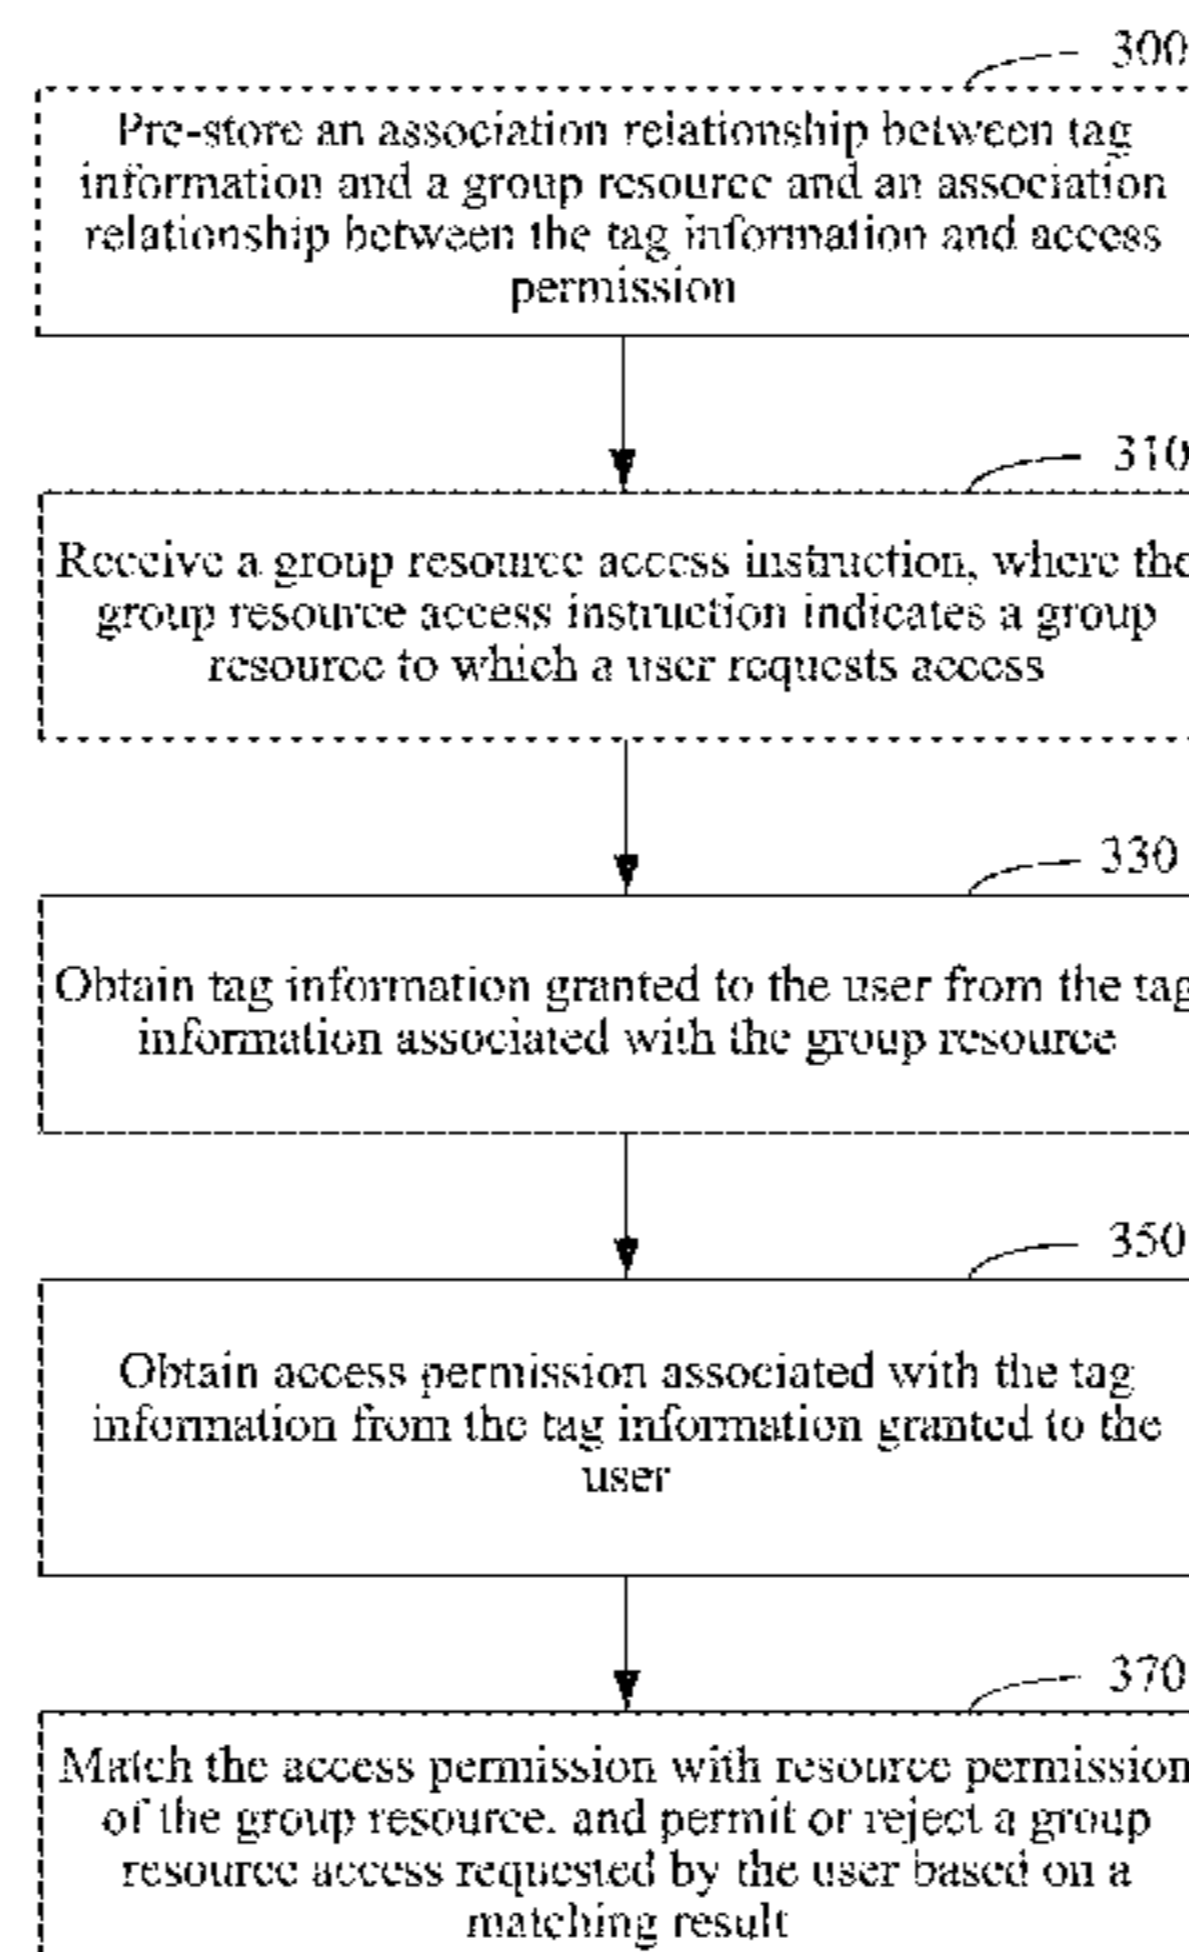 300
Pre-store an association relationship between tag
information and a group resource and an association
relationship between the tag information and access
permission
310
Receive a group resource access instruction, where the
group resource access instruction indicates a group
resource to which a user requests access
330
Obtain tag information granted to the user from the tag
information associated with the group resource
350
Obtain access permission associated with the tag
information from the tag information granted to the
user
370
Match the access permission with resource permission
of the group resource. and permit or reject a group
resource access requested by the user based on a
matching result